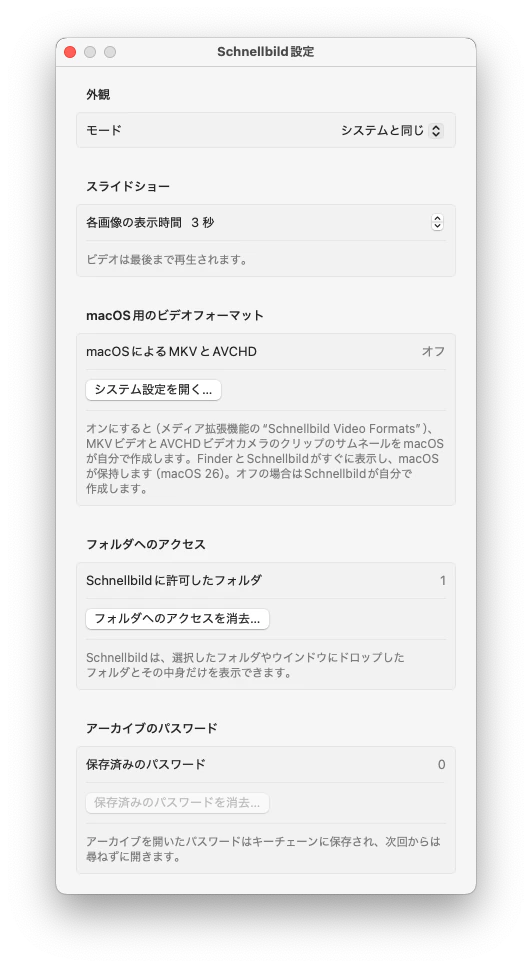 Schnellbild 設定
外観
モード システムと同じ
スライドショー
各画像の表示時間 3 秒
ビデオは最後まで再生されます。
macOS 用のビデオフォーマット
macOS による MKV と AVCHD オフ
システム設定を開く...
オンにすると（メディア拡張機能の “Schnellbild Video Formats”）、
MKV ビデオと AVCHD ビデオカメラのクリップのサムネールを macOS
が自分で作成します。Finder と Schnellbild がすぐに表示し、macOS
が保持します（macOS 26）。オフの場合は Schnellbild が自分で
作成します。
フォルダへのアクセス
Schnellbild に許可したフォルダ 1
フォルダへのアクセスを消去...
Schnellbild は、選択したフォルダやウインドウにドロップした
フォルダとその中身だけを表示できます。
アーカイブのパスワード
保存済みのパスワード 0
保存済みのパスワードを消去...
アーカイブを開いたパスワードはキーチェーンに保存され、次回からは
尋ねずに開きます。